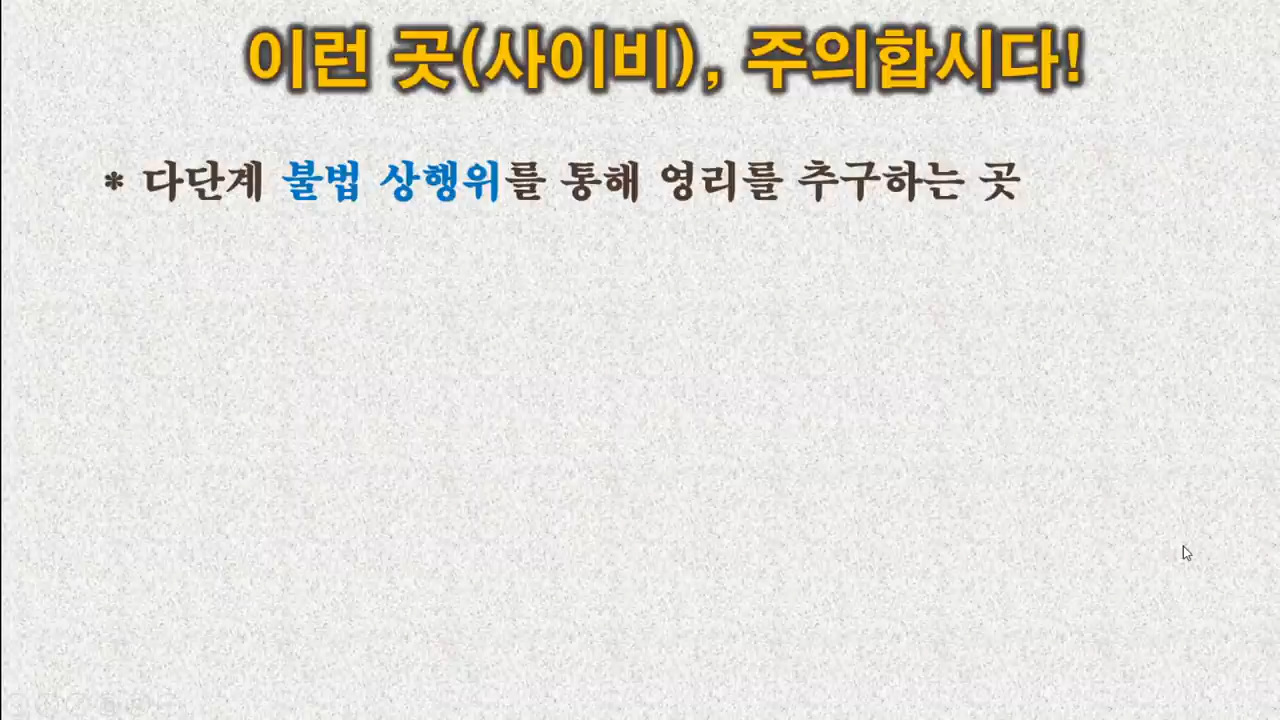 이런 곳(사이비), 주의합시다!
* 다단계 불법 상행위를 통해 영리를 추구하는 곳